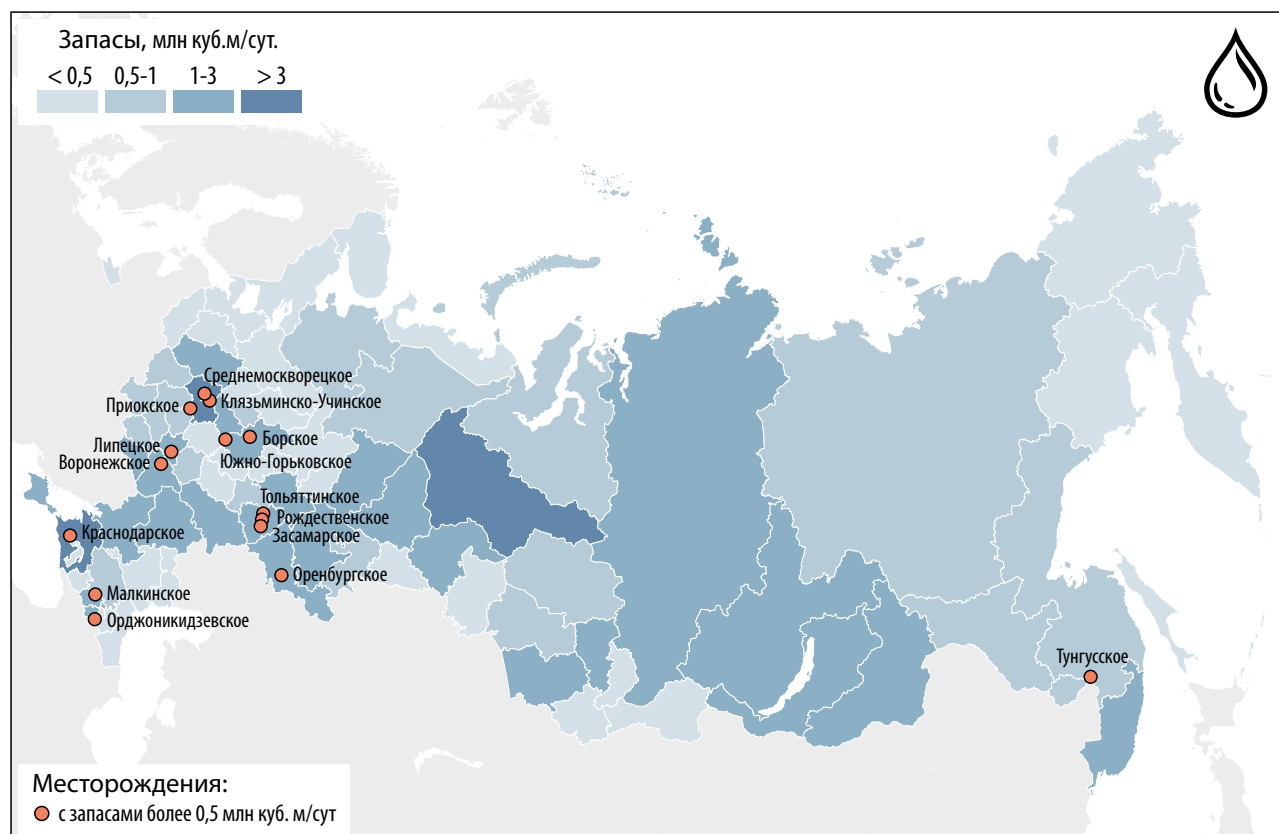 Запасы, млн куб.м/сут.
< 0,5 0,5-1 1-3 > 3
Среднемоскворецкое
Приокское
Клязьминско-Учинское
Липецкое
Борское
Воронежское
Южно-Горьковское
Тольяттинское
Рождественское
Засамарское
Краснодарское
Оренбургское
Малкинское
Орджоникидзевское
Тунгусское
Месторождения:
с запасами более 0,5 млн куб. м/сут